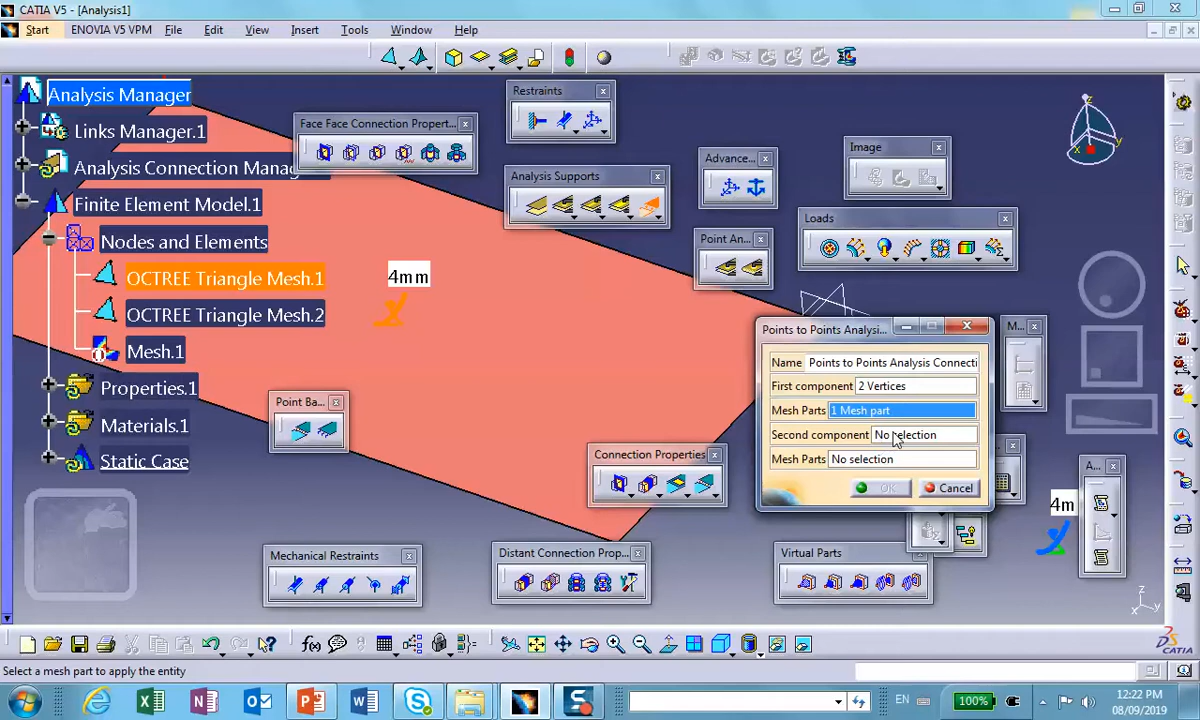 CATIA V5 - [Analysis1]
Start ENOVIA V5 VPM File Edit View Insert Tools Window Help
Analysis Manager
Links Manager.1
Analysis Connection Manag...
Finite Element Model.1
Nodes and Elements
OCTREE Triangle Mesh.1
OCTREE Triangle Mesh.2
Mesh.1
Properties.1
Materials.1
Static Case
Face Face Connection Propert...
Restraints
Analysis Supports
Advance...
Image
Loads
Point An...
4mm
Point Ba...
Connection Properties
Points to Points Analysi...
Name Points to Points Analysis Connecti
First component 2 Vertices
Mesh Parts 1 Mesh part
Second component No selection
Mesh Parts No selection
OK Cancel
M...
A...
4m
Mechanical Restraints
Distant Connection Prop...
Virtual Parts
f(x)
z
x
y
x
y
z
CATIA
Select a mesh part to apply the entity
EN
100%
12:22 PM
08/09/2019